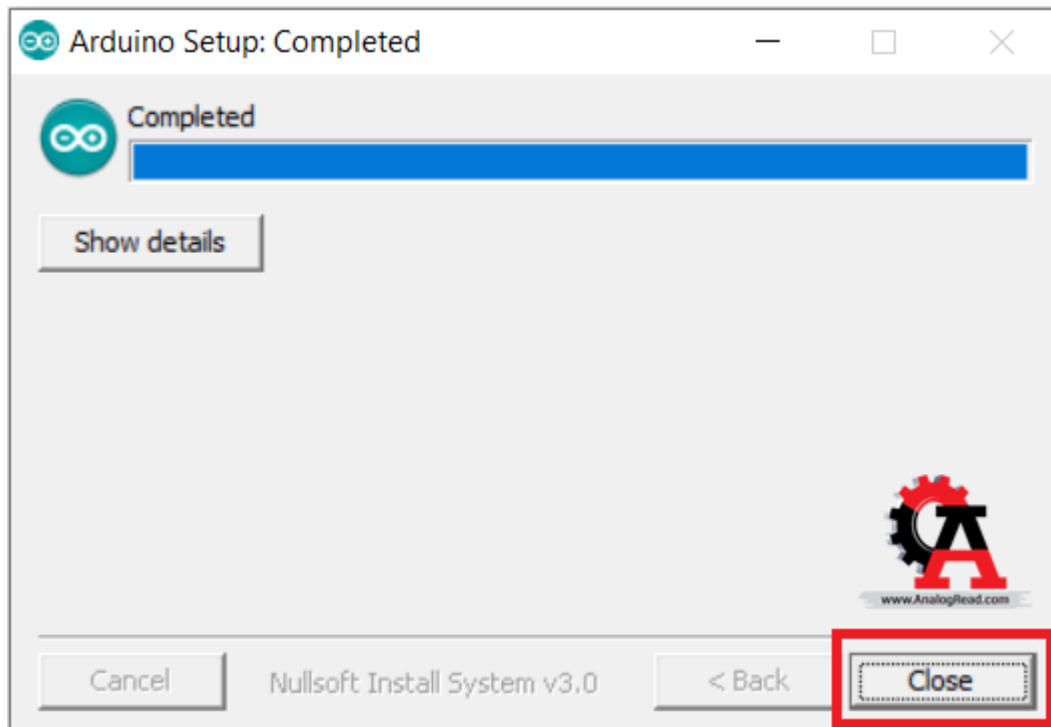 Arduino Setup: Completed
Completed
Show details
A
www.AnalogRead.com
Cancel
Nullsoft Install System v3.0
< Back
Close